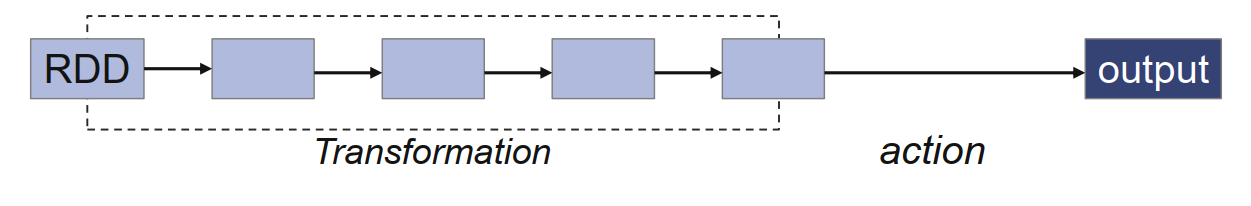 RDD
output
Transformation
action